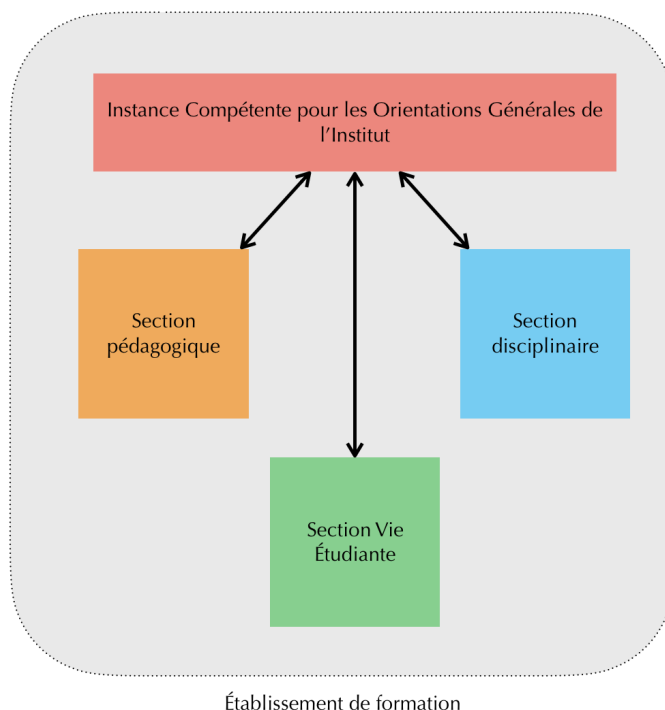 Instance Compétente pour les Orientations Générales de
l’Institut
Section
pédagogique
Section
disciplinaire
Section Vie
Étudiante
Établissement de formation